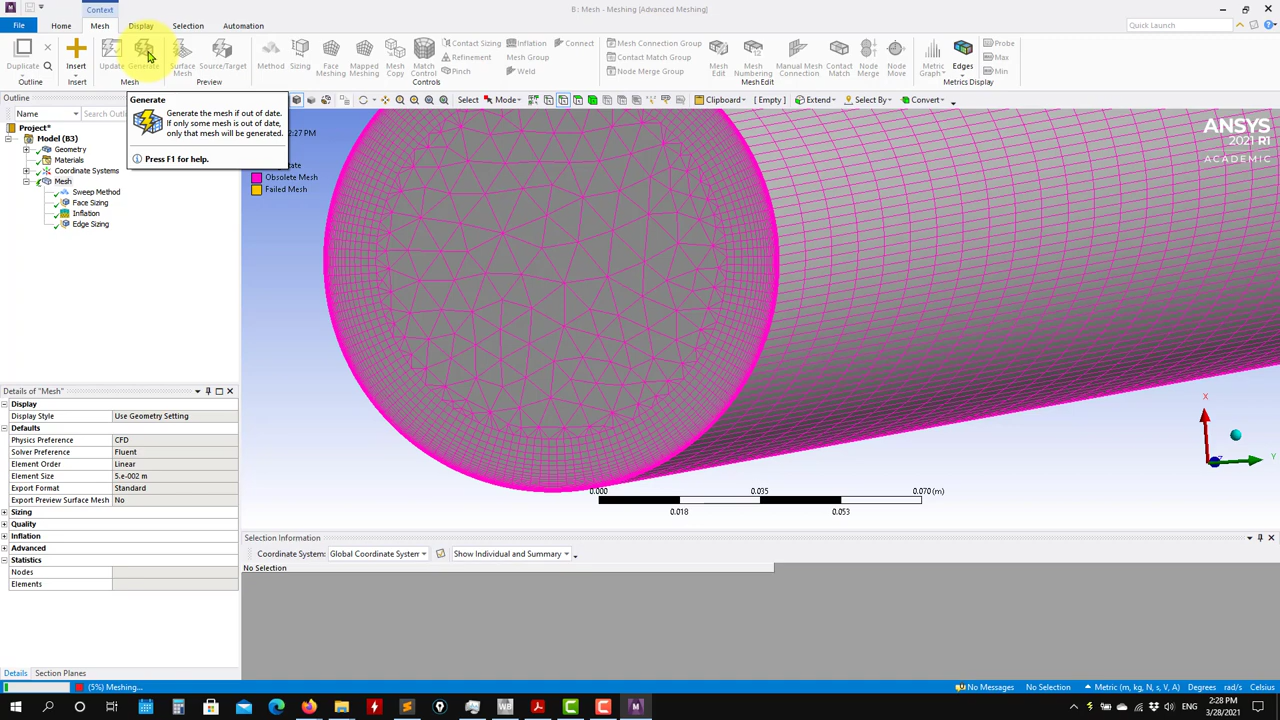 Context
B: Mesh - Meshing [Advanced Meshing]
File
Home
Mesh
Display
Selection
Automation
Quick Launch
Duplicate
Outline
Insert
Insert
Update
Generate
Mesh
Surface
Mesh
Source/Target
Preview
Method
Sizing
Face
Meshing
Mapped
Meshing
Mesh
Copy
Match
Control
Contact Sizing
Refinement
Pinch
Inflation
Mesh Group
Weld
Connect
Controls
Mesh Connection Group
Contact Match Group
Node Merge Group
Mesh
Edit
Mesh
Numbering
Manual Mesh
Connection
Contact
Match
Node
Merge
Node
Move
Mesh Edit
Mesh
Metric Graph
Edges
Probe
Max
Min
Metrics Display
Outline
Name
Search Outline
Select
Mode
Clipboard
[ Empty ]
Extend
Select By
Convert
Project*
Model (B3)
Geometry
Materials
Coordinate Systems
Mesh
Sweep Method
Face Sizing
Inflation
Edge Sizing
Generate
Generate the mesh if out of date.
If only some mesh is out of date,
only that mesh will be generated.
Press F1 for help.
2:27 PM
Obsolete Mesh
Failed Mesh
ANSYS
2021 R1
ACADEMIC
X
Y
0.000
0.035
0.070 (m)
0.018
0.053
Details of "Mesh"
Display
Display Style Use Geometry Setting
Defaults
Physics Preference CFD
Solver Preference Fluent
Element Order Linear
Element Size 5.e-002 m
Export Format Standard
Export Preview Surface Mesh No
Sizing
Quality
Inflation
Advanced
Statistics
Nodes
Elements
Selection Information
Coordinate System: Global Coordinate System
Show Individual and Summary
No Selection
Details
Section Planes
(5%) Meshing...
No Messages
No Selection
Metric (m, kg, N, s, V, A)
Degrees
rad/s
Celsius
ENG
2:28 PM
3/28/2021